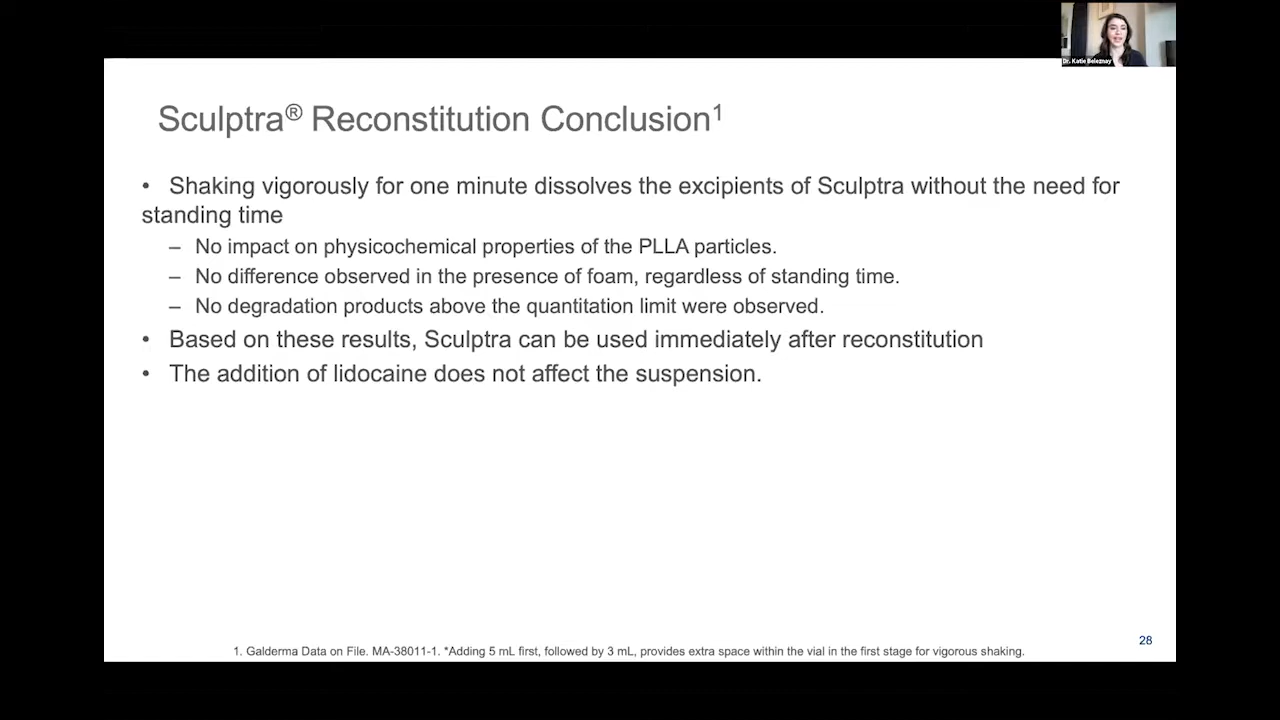 Dr. Katie Beleznay
Sculptra® Reconstitution Conclusion¹
• Shaking vigorously for one minute dissolves the excipients of Sculptra without the need for
standing time
– No impact on physicochemical properties of the PLLA particles.
– No difference observed in the presence of foam, regardless of standing time.
– No degradation products above the quantitation limit were observed.
• Based on these results, Sculptra can be used immediately after reconstitution
• The addition of lidocaine does not affect the suspension.
28
1. Galderma Data on File. MA-38011-1. *Adding 5 mL first, followed by 3 mL, provides extra space within the vial in the first stage for vigorous shaking.